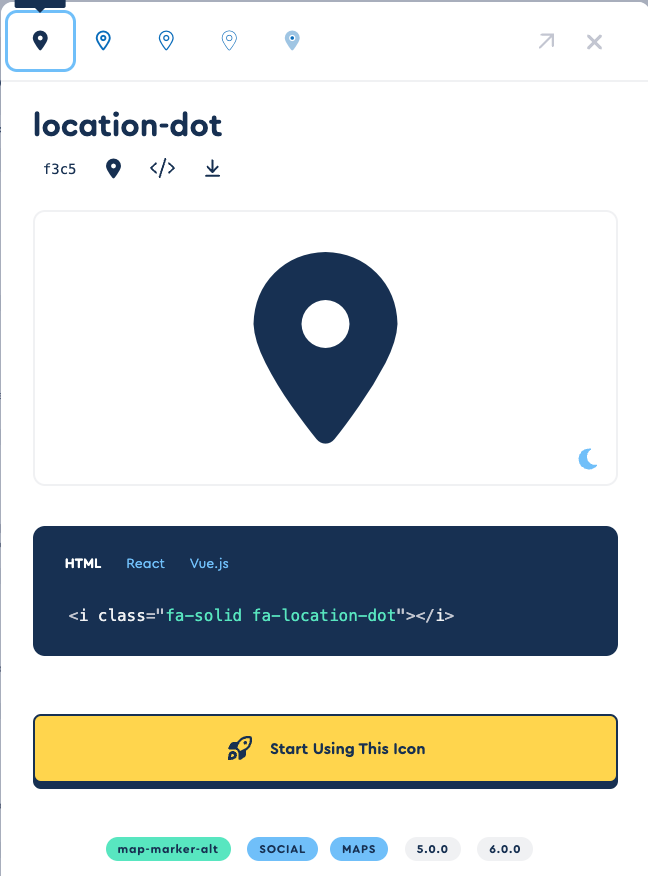 location-dot
f3c5
HTML React Vue.js
<i class="fa-solid fa-location-dot"></i>
Start Using This Icon
map-marker-alt SOCIAL MAPS 5.0.0 6.0.0